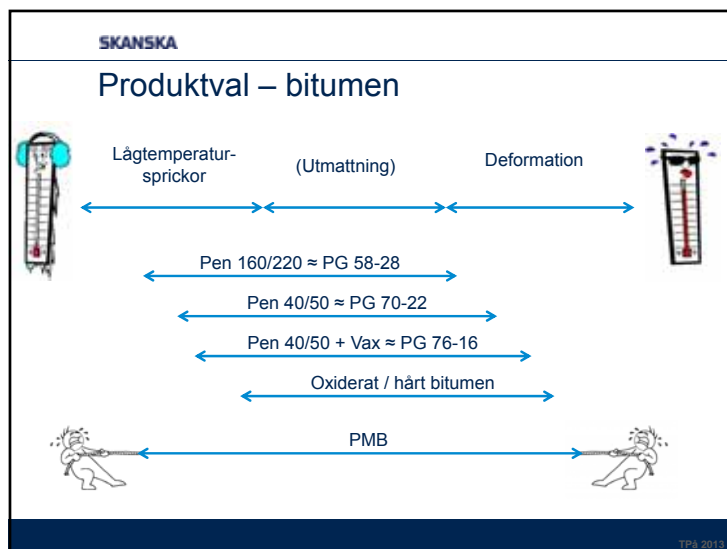 SKANSKA
Produktval – bitumen
Lågtemperatur-
sprickor
(Utmattning)
Deformation
Pen 160/220 ≈ PG 58-28
Pen 40/50 ≈ PG 70-22
Pen 40/50 + Vax ≈ PG 76-16
Oxiderat / hårt bitumen
PMB
TPå 2013